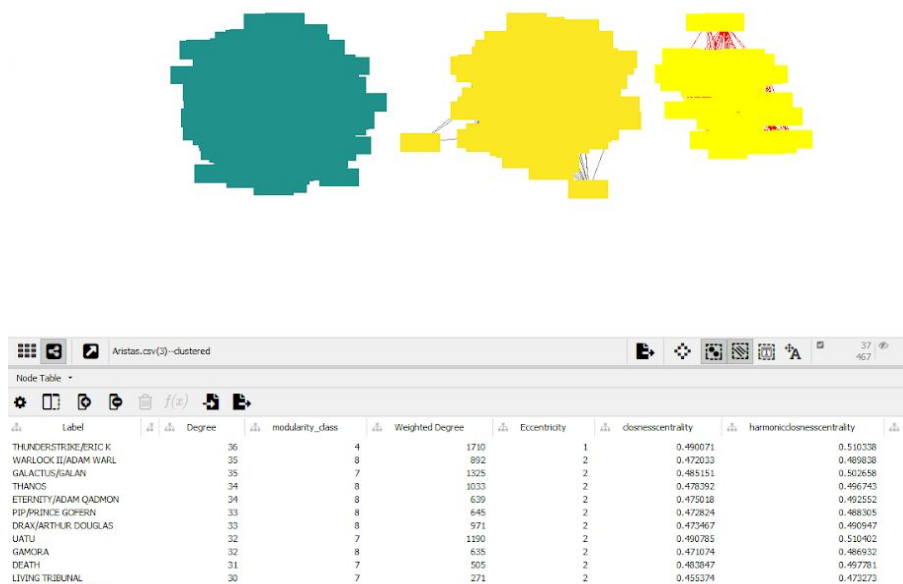 Aristas.csv(3)--clustered
37
467
Node Table
f(x)
Label Degree modularity_class Weighted Degree Eccentricity closnesscentrality harmonicclosnesscentrality
THUNDERSTRIKE/ERIC K 36 4 1710 1 0.490071 0.510338
WARLOCK II/ADAM WARL 35 8 892 2 0.472033 0.489838
GALACTUS/GALAN 35 7 1325 2 0.485151 0.502658
THANOS 34 8 1033 2 0.478392 0.496743
ETERNITY/ADAM QADMON 34 8 639 2 0.475018 0.492552
PIP/PRINCE GOFERN 33 8 645 2 0.472824 0.488305
DRAX/ARTHUR DOUGLAS 33 8 971 2 0.473467 0.490947
UATU 32 7 1190 2 0.490785 0.510402
GAMORA 32 8 635 2 0.471074 0.486932
DEATH 31 7 505 2 0.483847 0.497781
LIVING TRIBUNAL 30 7 271 2 0.455374 0.473273